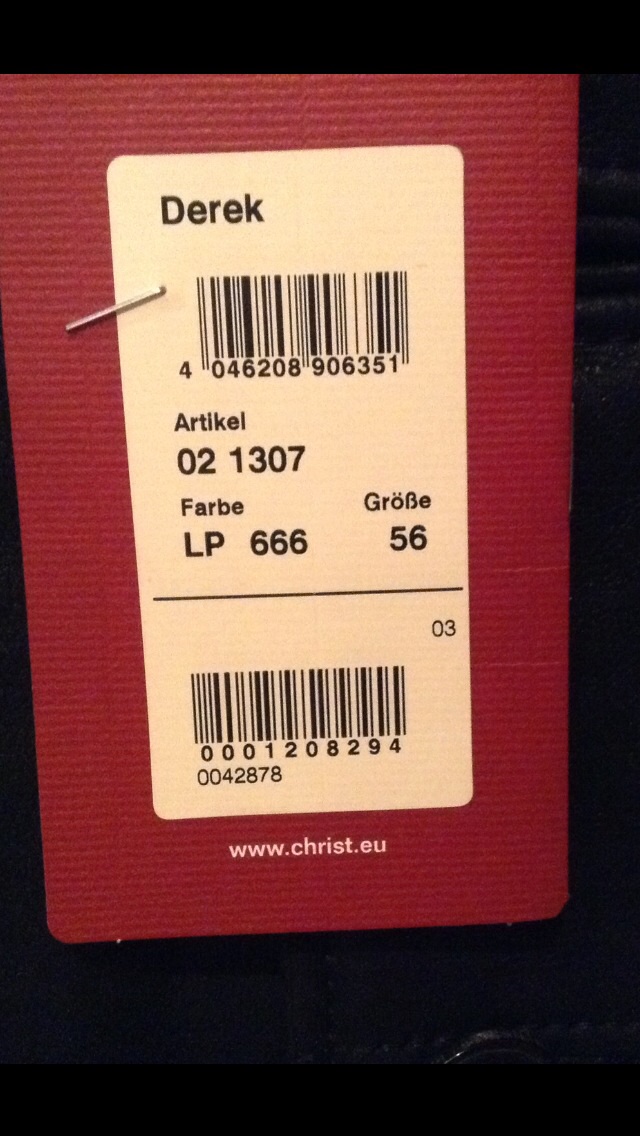 Derek
4 046208 906351
Artikel
02 1307
Farbe Größe
LP 666 56
03
0001208294
0042878
www.christ.eu